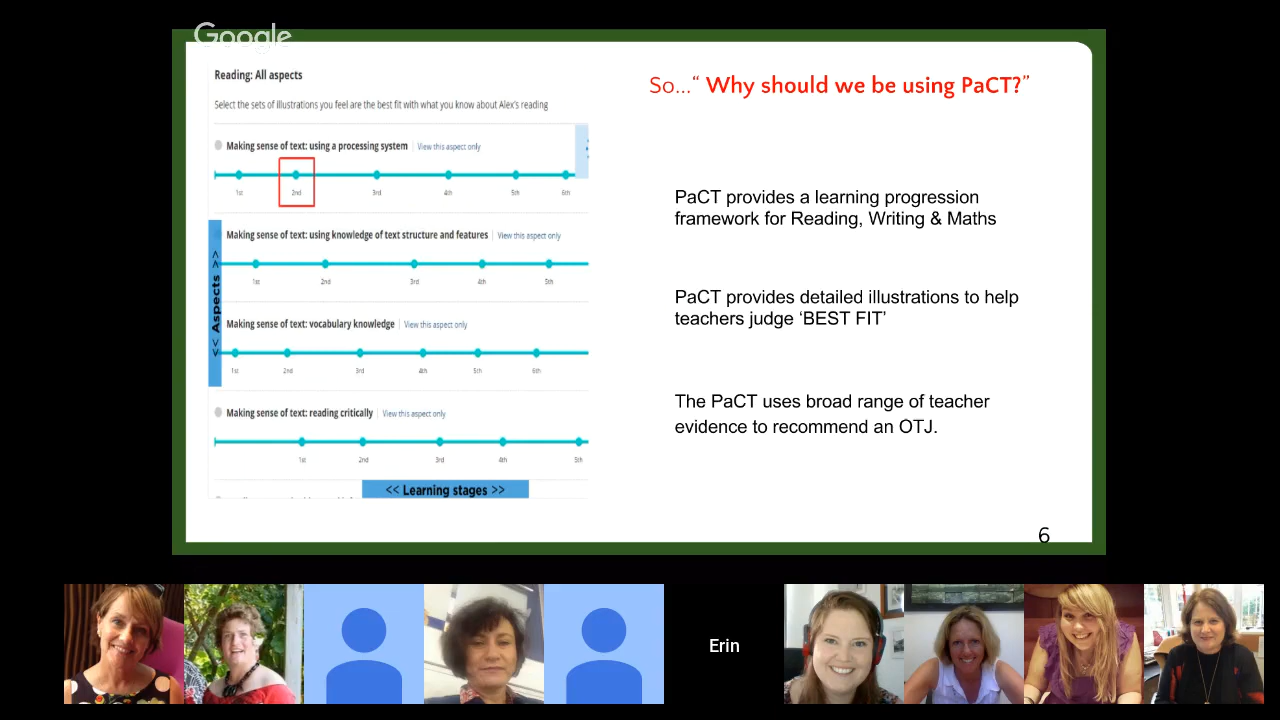 Google
Reading: All aspects
Select the sets of illustrations you feel are the best fit with what you know about Alex's reading
Making sense of text: using a processing system | View this aspect only
1st 2nd 3rd 4th 5th 6th
Making sense of text: using knowledge of text structure and features | View this aspect only
1st 2nd 3rd 4th 5th
Making sense of text: vocabulary knowledge | View this aspect only
1st 2nd 3rd 4th 5th 6th
Making sense of text: reading critically | View this aspect only
1st 2nd 3rd 4th 5th
<< Aspects >>
<< Learning stages >>
So...“ Why should we be using PaCT?”
PaCT provides a learning progression
framework for Reading, Writing & Maths
PaCT provides detailed illustrations to help
teachers judge ‘BEST FIT’
The PaCT uses broad range of teacher
evidence to recommend an OTJ.
6
Erin